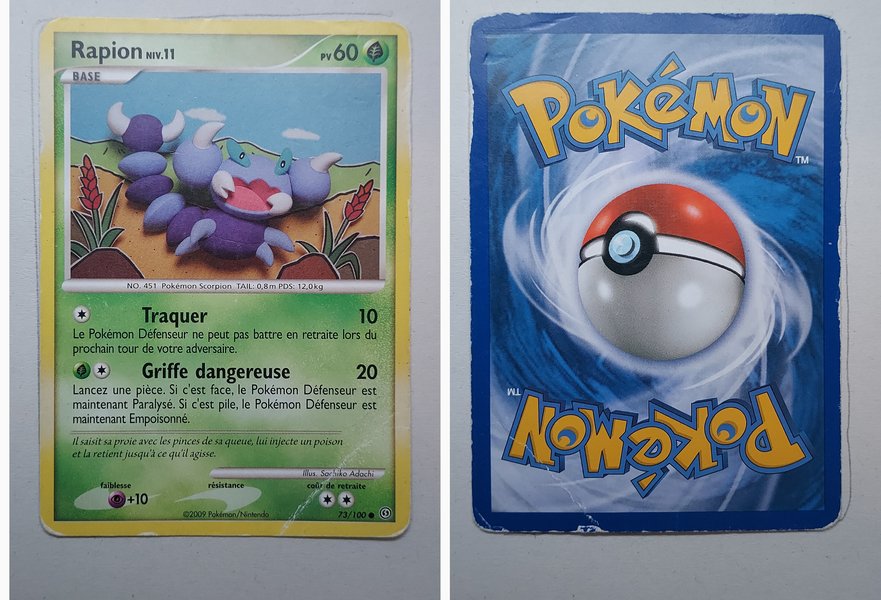 Rapion NIV.11 PV 60
BASE
NO. 451 Pokémon Scorpion TAIL: 0,8m PDS: 12,0kg
Traquer 10
Le Pokémon Défenseur ne peut pas battre en retraite lors du
prochain tour de votre adversaire.
Griffe dangereuse 20
Lancez une pièce. Si c'est face, le Pokémon Défenseur est
maintenant Paralysé. Si c'est pile, le Pokémon Défenseur est
maintenant Empoisonné.
Il saisit sa proie avec les pinces de sa queue, lui injecte un poison
et la retient jusqu'à ce qu'il agisse.
Illus. Sachiko Adachi
faiblesse résistance coût de retraite
+10
©2009 Pokémon/Nintendo 73/100
POKéMON
TM
TM
POKéMON